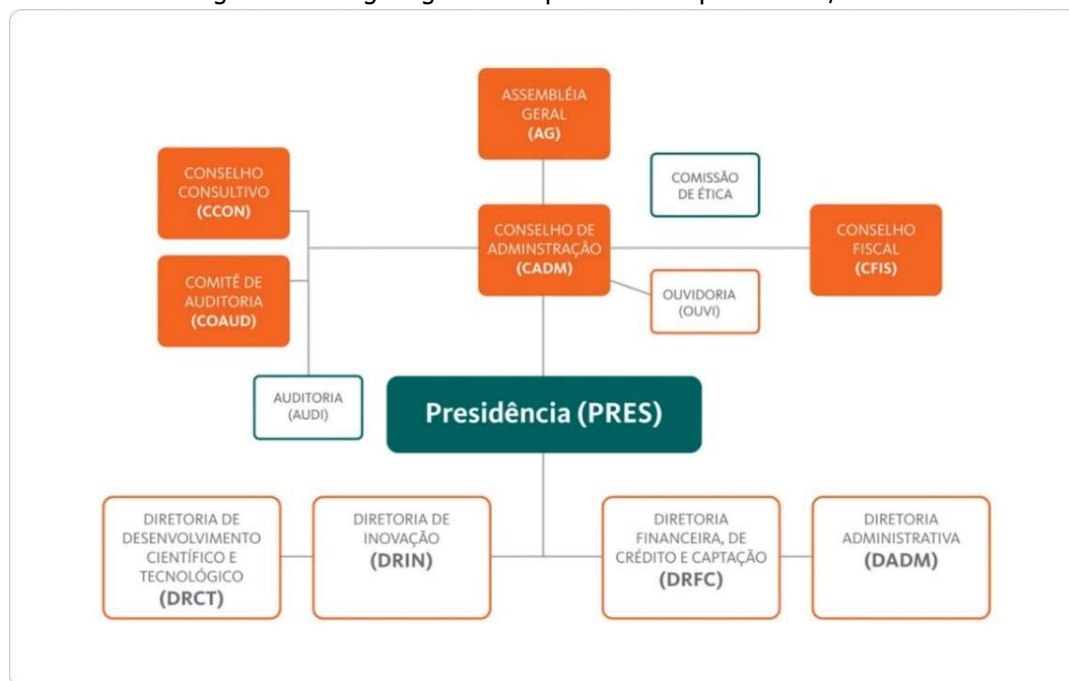 ASSEMBLÉIA
GERAL
(AG)
COMISSÃO
DE ÉTICA
CONSELHO
CONSULTIVO
(CCON)
CONSELHO DE
ADMINSTRAÇÃO
(CADM)
CONSELHO
FISCAL
(CFIS)
COMITÊ DE
AUDITORIA
(COAUD)
OUVIDORIA
(OUVI)
AUDITORIA
(AUDI)
Presidência (PRES)
DIRETORIA DE
DESENVOLVIMENTO
CIENTÍFICO E
TECNOLÓGICO
(DRCT)
DIRETORIA DE
INOVAÇÃO
(DRIN)
DIRETORIA
FINANCEIRA, DE
CRÉDITO E CAPTAÇÃO
(DRFC)
DIRETORIA
ADMINISTRATIVA
(DADM)